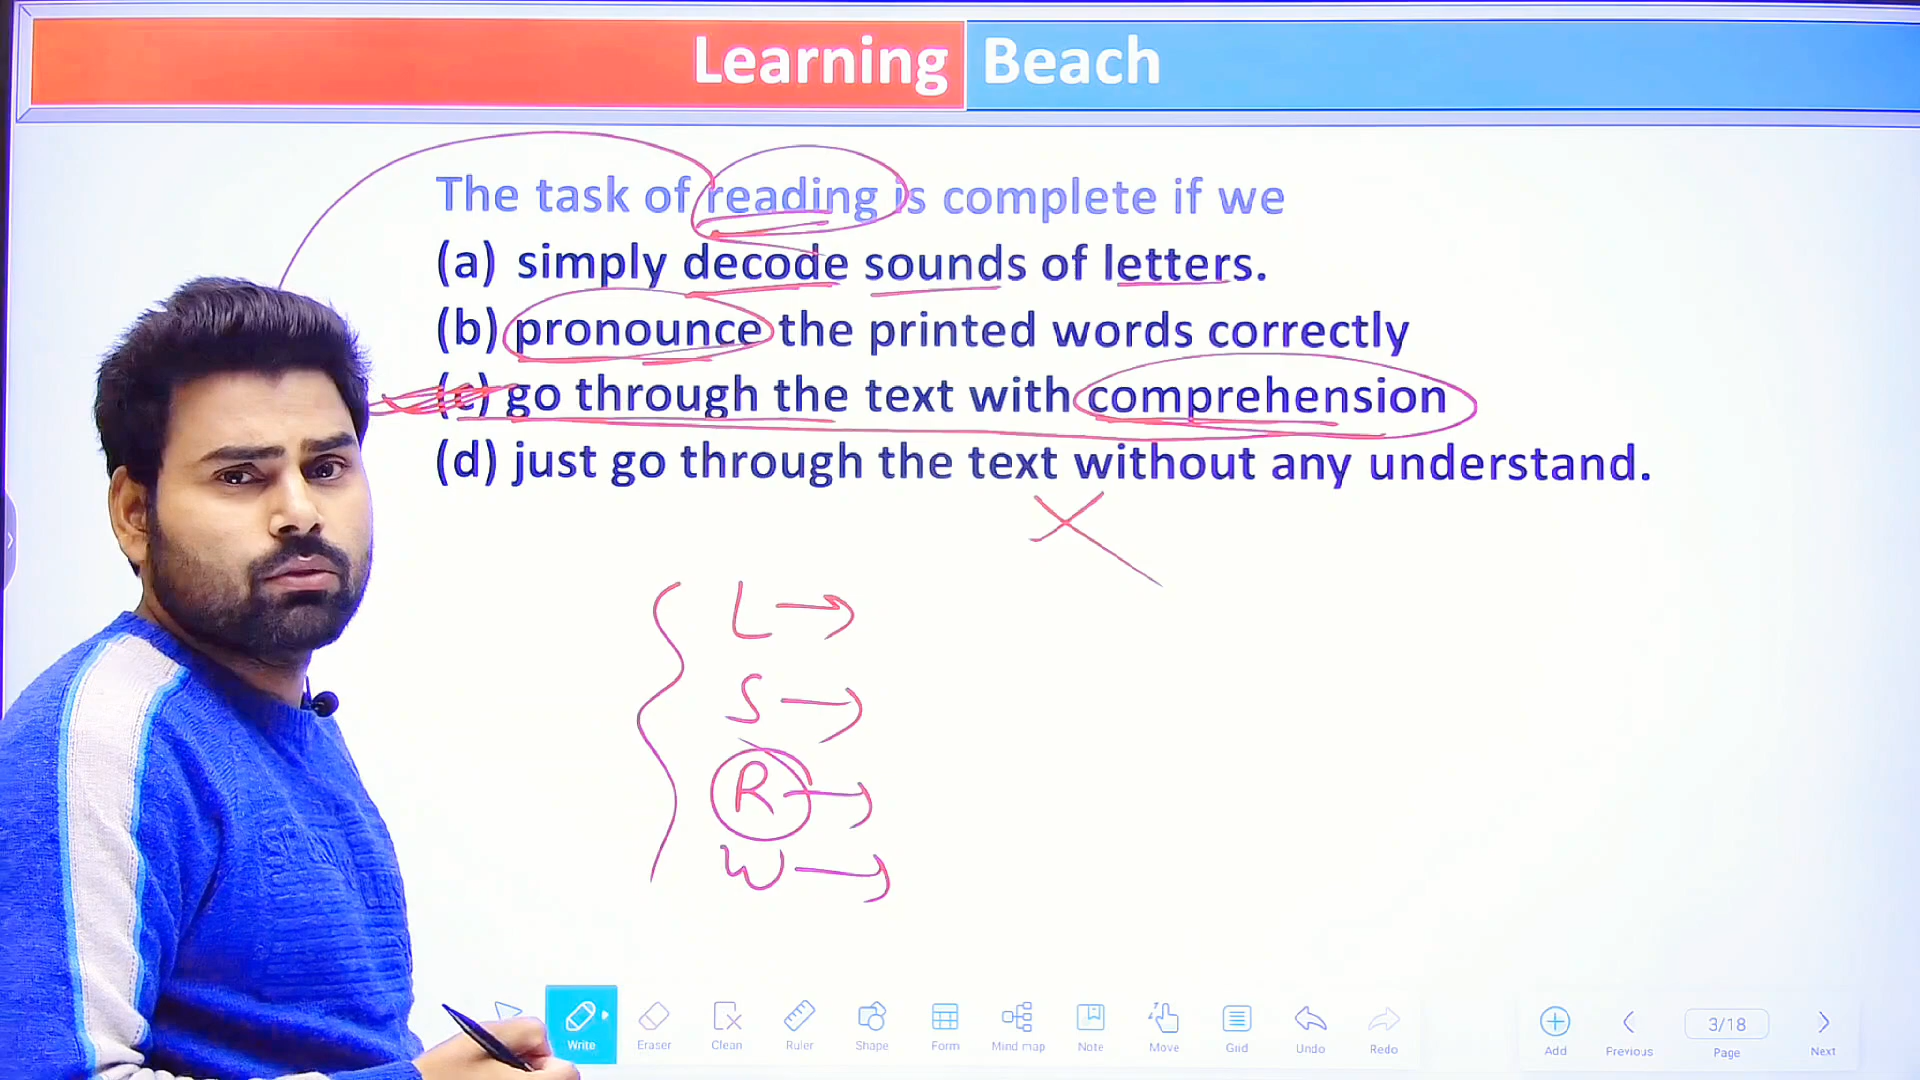 Learning Beach
The task of reading is complete if we
(a) simply decode sounds of letters.
(b) pronounce the printed words correctly
(c) go through the text with comprehension
(d) just go through the text without any understand.
L →
S →
R →
W →
Write Eraser Clean Ruler Shape Form Mind map Note Move Grid Undo Redo Add Previous 3/18 Page Next